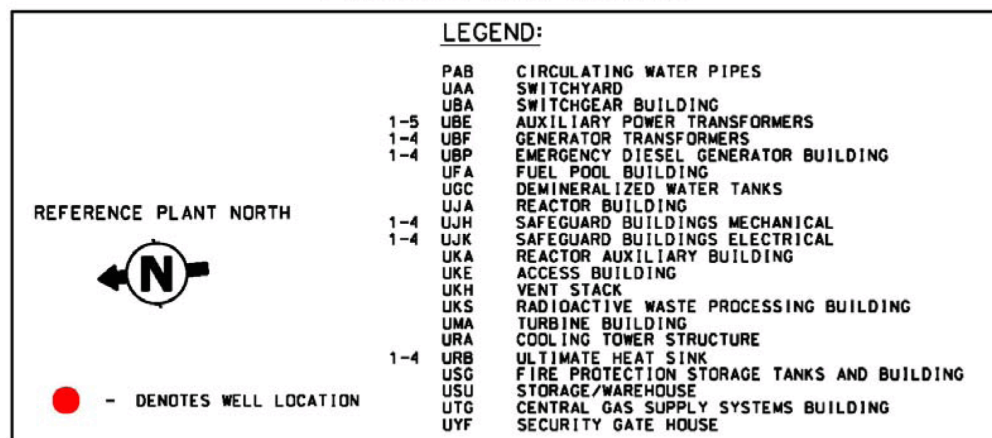 LEGEND:
PAB CIRCULATING WATER PIPES
UAA SWITCHYARD
UBA SWITCHGEAR BUILDING
1-5 UBE AUXILIARY POWER TRANSFORMERS
1-4 UBF GENERATOR TRANSFORMERS
1-4 UBP EMERGENCY DIESEL GENERATOR BUILDING
UFA FUEL POOL BUILDING
UGC DEMINERALIZED WATER TANKS
UJA REACTOR BUILDING
1-4 UJH SAFEGUARD BUILDINGS MECHANICAL
1-4 UJK SAFEGUARD BUILDINGS ELECTRICAL
UKA REACTOR AUXILIARY BUILDING
UKE ACCESS BUILDING
UKH VENT STACK
UKS RADIOACTIVE WASTE PROCESSING BUILDING
UMA TURBINE BUILDING
URA COOLING TOWER STRUCTURE
1-4 URB ULTIMATE HEAT SINK
USG FIRE PROTECTION STORAGE TANKS AND BUILDING
USU STORAGE/WAREHOUSE
UTG CENTRAL GAS SUPPLY SYSTEMS BUILDING
UYF SECURITY GATE HOUSE
REFERENCE PLANT NORTH
N
- DENOTES WELL LOCATION